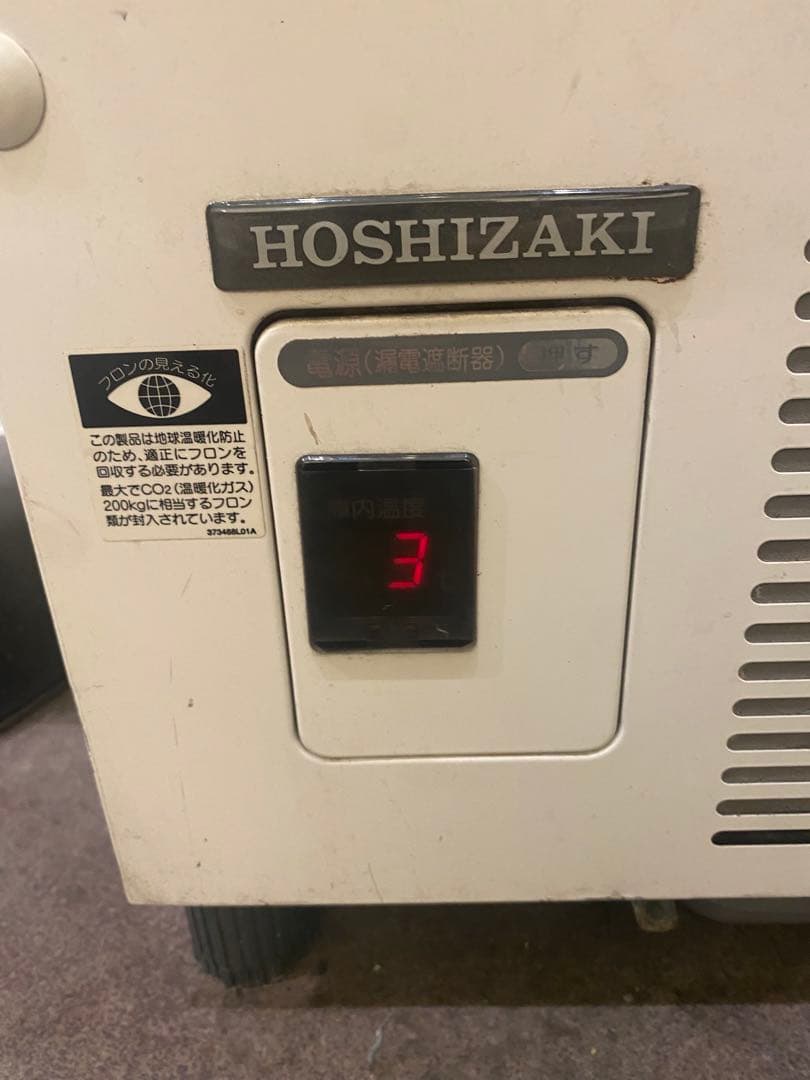 HOSHIZAKI
電源(漏電遮断器) 押す
フロンの見える化
この製品は地球温暖化防止
のため、適正にフロンを
回収する必要があります。
最大でCO2(温暖化ガス)
200kgに相当するフロン
類が封入されています。
373468L01A
庫内温度
3